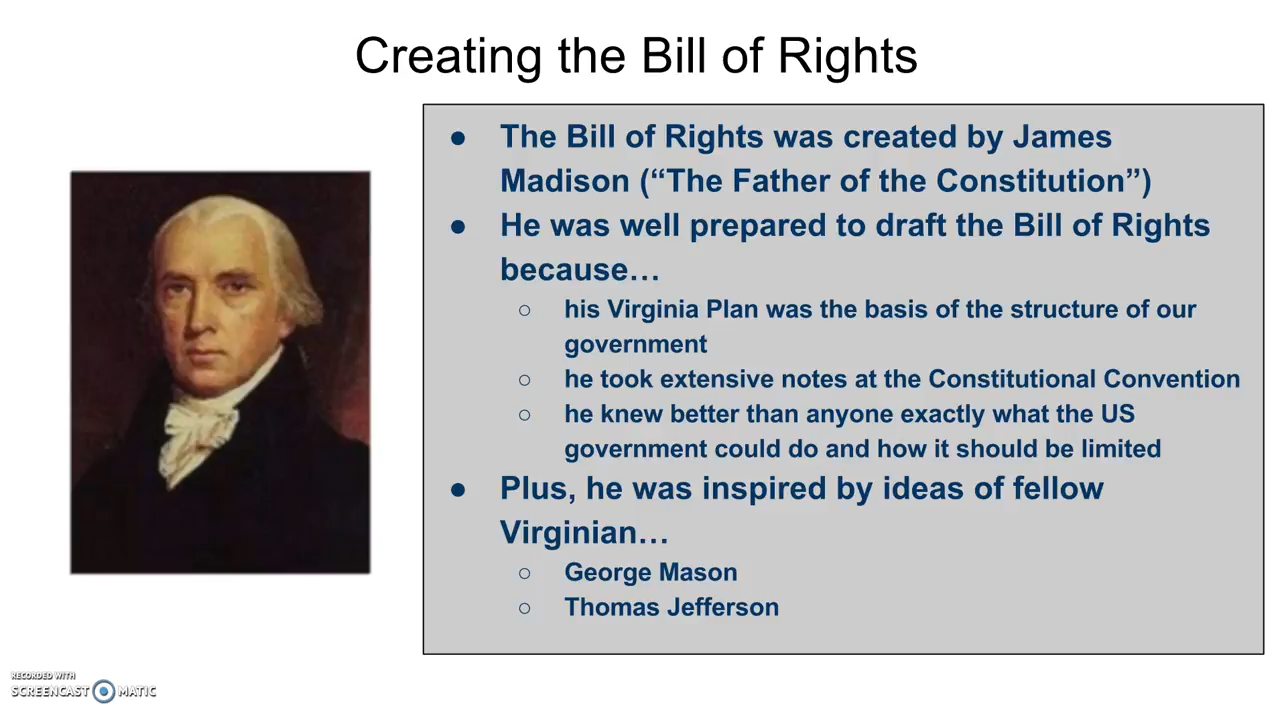 Creating the Bill of Rights
● The Bill of Rights was created by James
Madison (“The Father of the Constitution”)
● He was well prepared to draft the Bill of Rights
because…
○ his Virginia Plan was the basis of the structure of our
government
○ he took extensive notes at the Constitutional Convention
○ he knew better than anyone exactly what the US
government could do and how it should be limited
● Plus, he was inspired by ideas of fellow
Virginian…
○ George Mason
○ Thomas Jefferson
RECORDED WITH
SCREENCAST MATIC